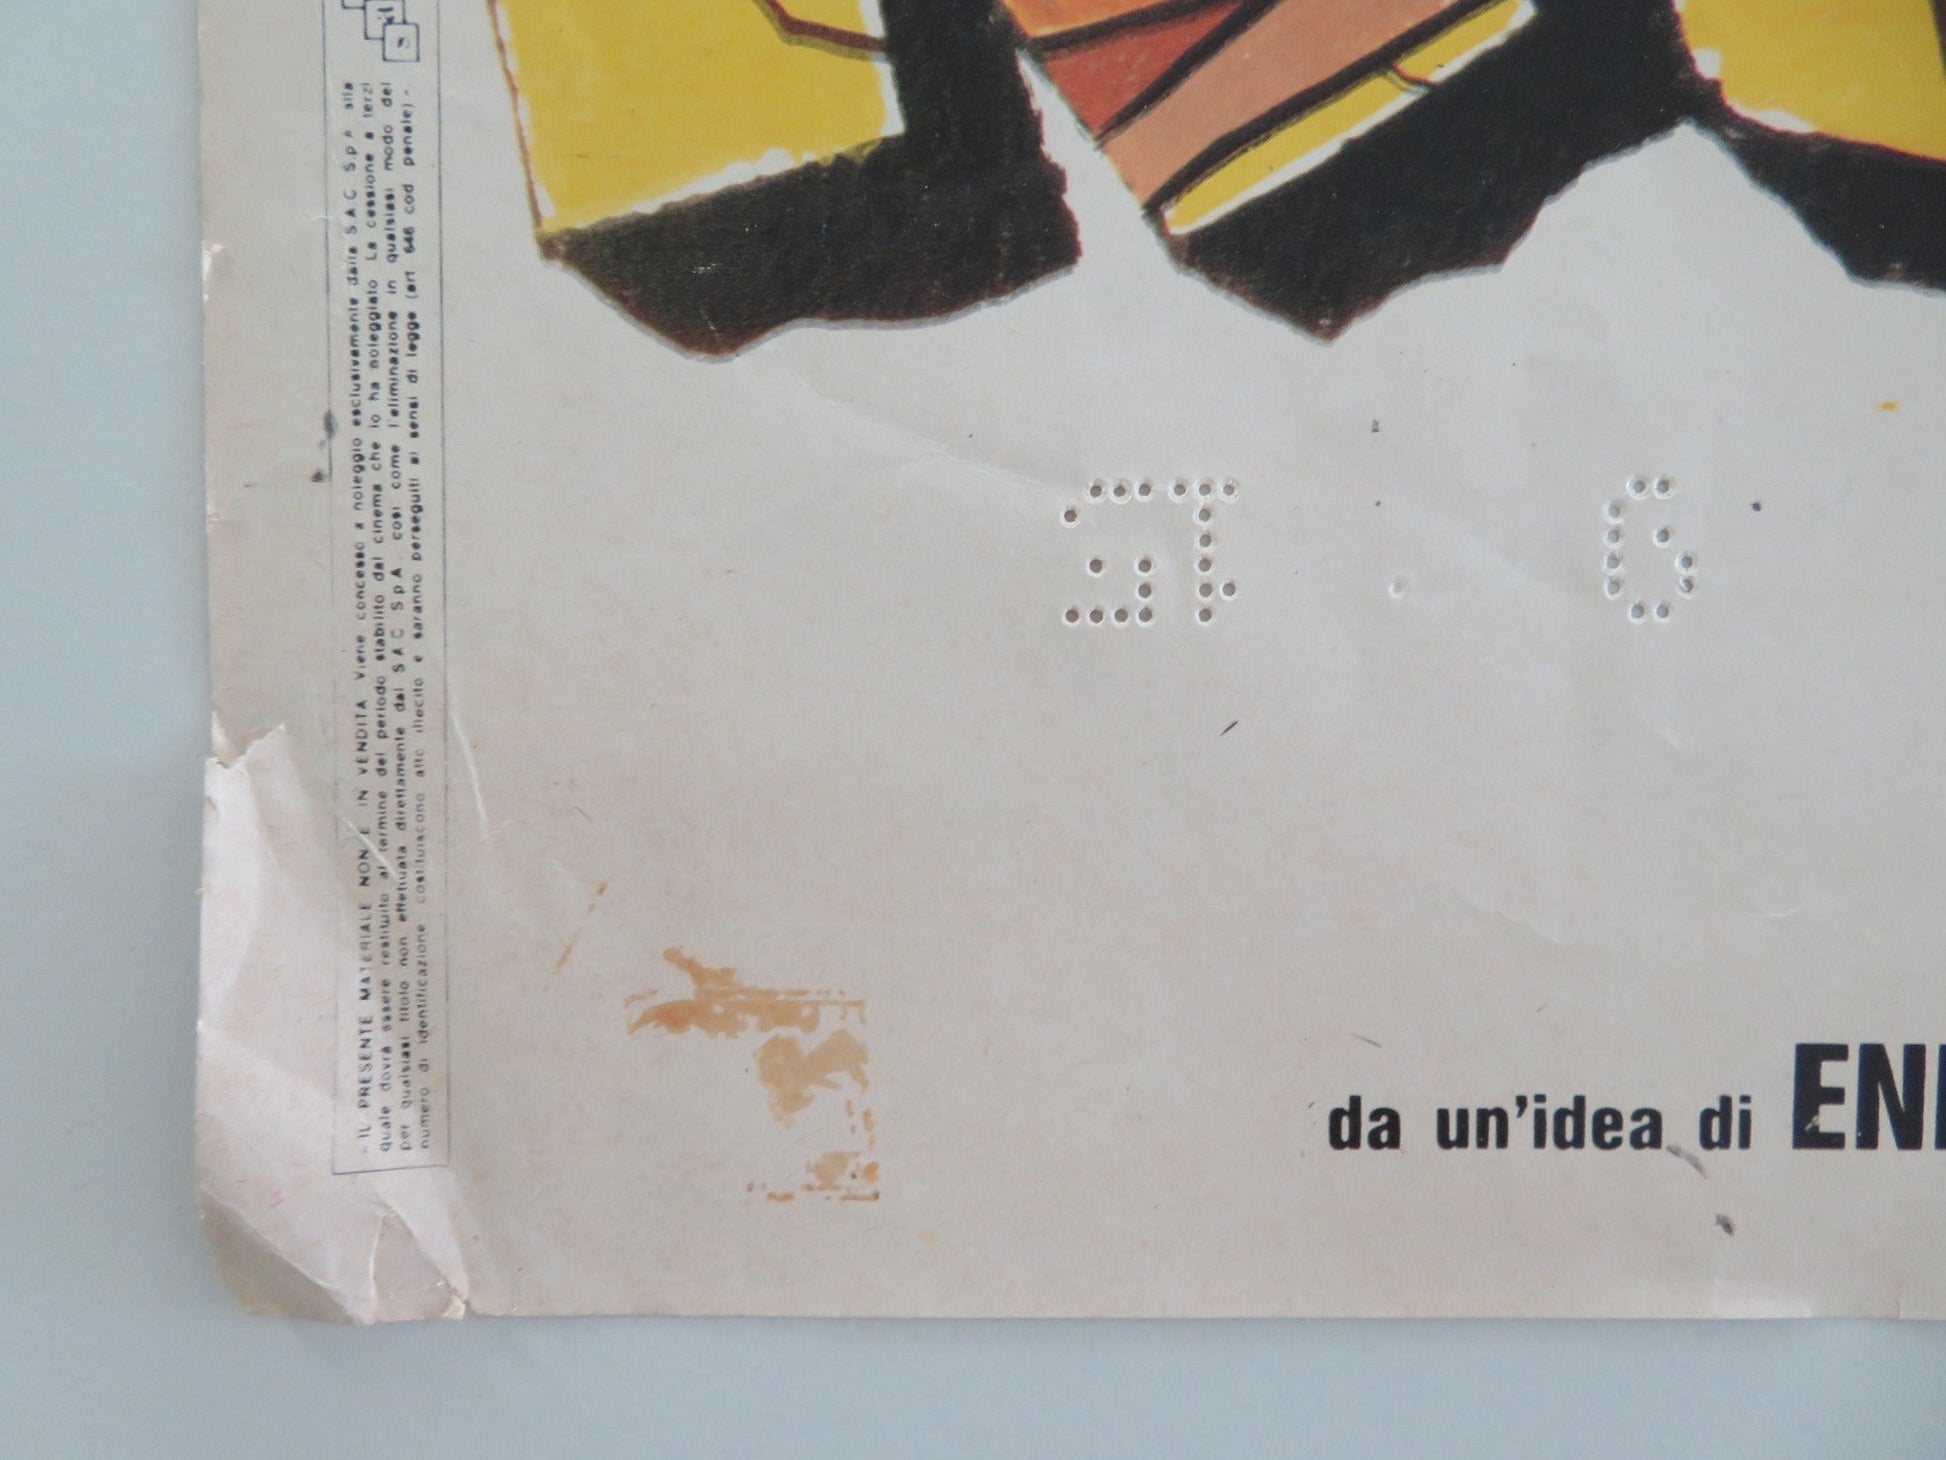 - IL PRESENTE MATERIALE NON E' IN VENDITA Viene concesso a noleggio esclusivamente dalla S.A.C. S.p.A. alla
quale dovrà essere restituito al termine del periodo stabilito dal cinema che lo ha noleggiato La cessione a terzi
per qualsiasi titolo non effettuata direttamente dal S.A.C. S.p.A. così come l'eliminazione in qualsiasi modo del
numero di identificazione costituiscono atto illecito e saranno perseguiti ai sensi di legge (art 646 cod penale) -.
da un'idea di EN